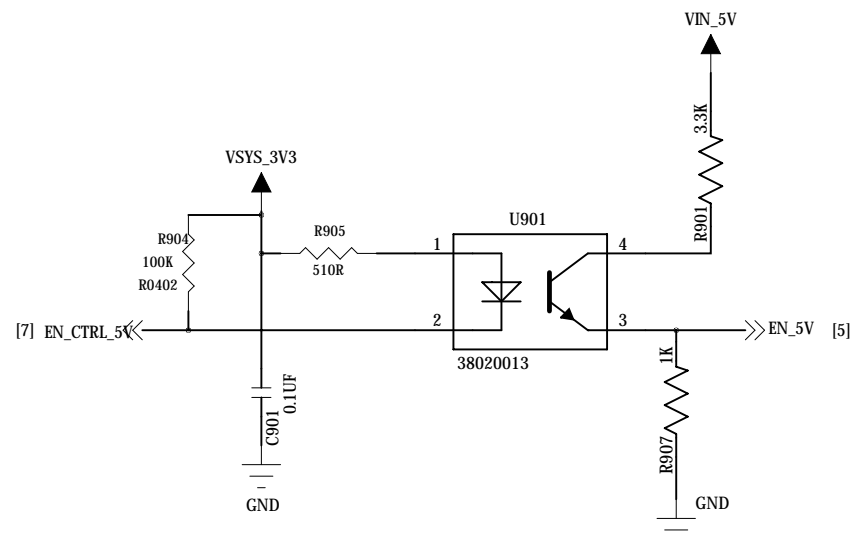 VIN_5V
3.3K
R901
VSYS_3V3
R904
100K
R0402
R905
510R
U901
1
4
2
3
38020013
[7] EN_CTRL_5V
EN_5V [5]
0.1UF
C901
GND
1K
R907
GND